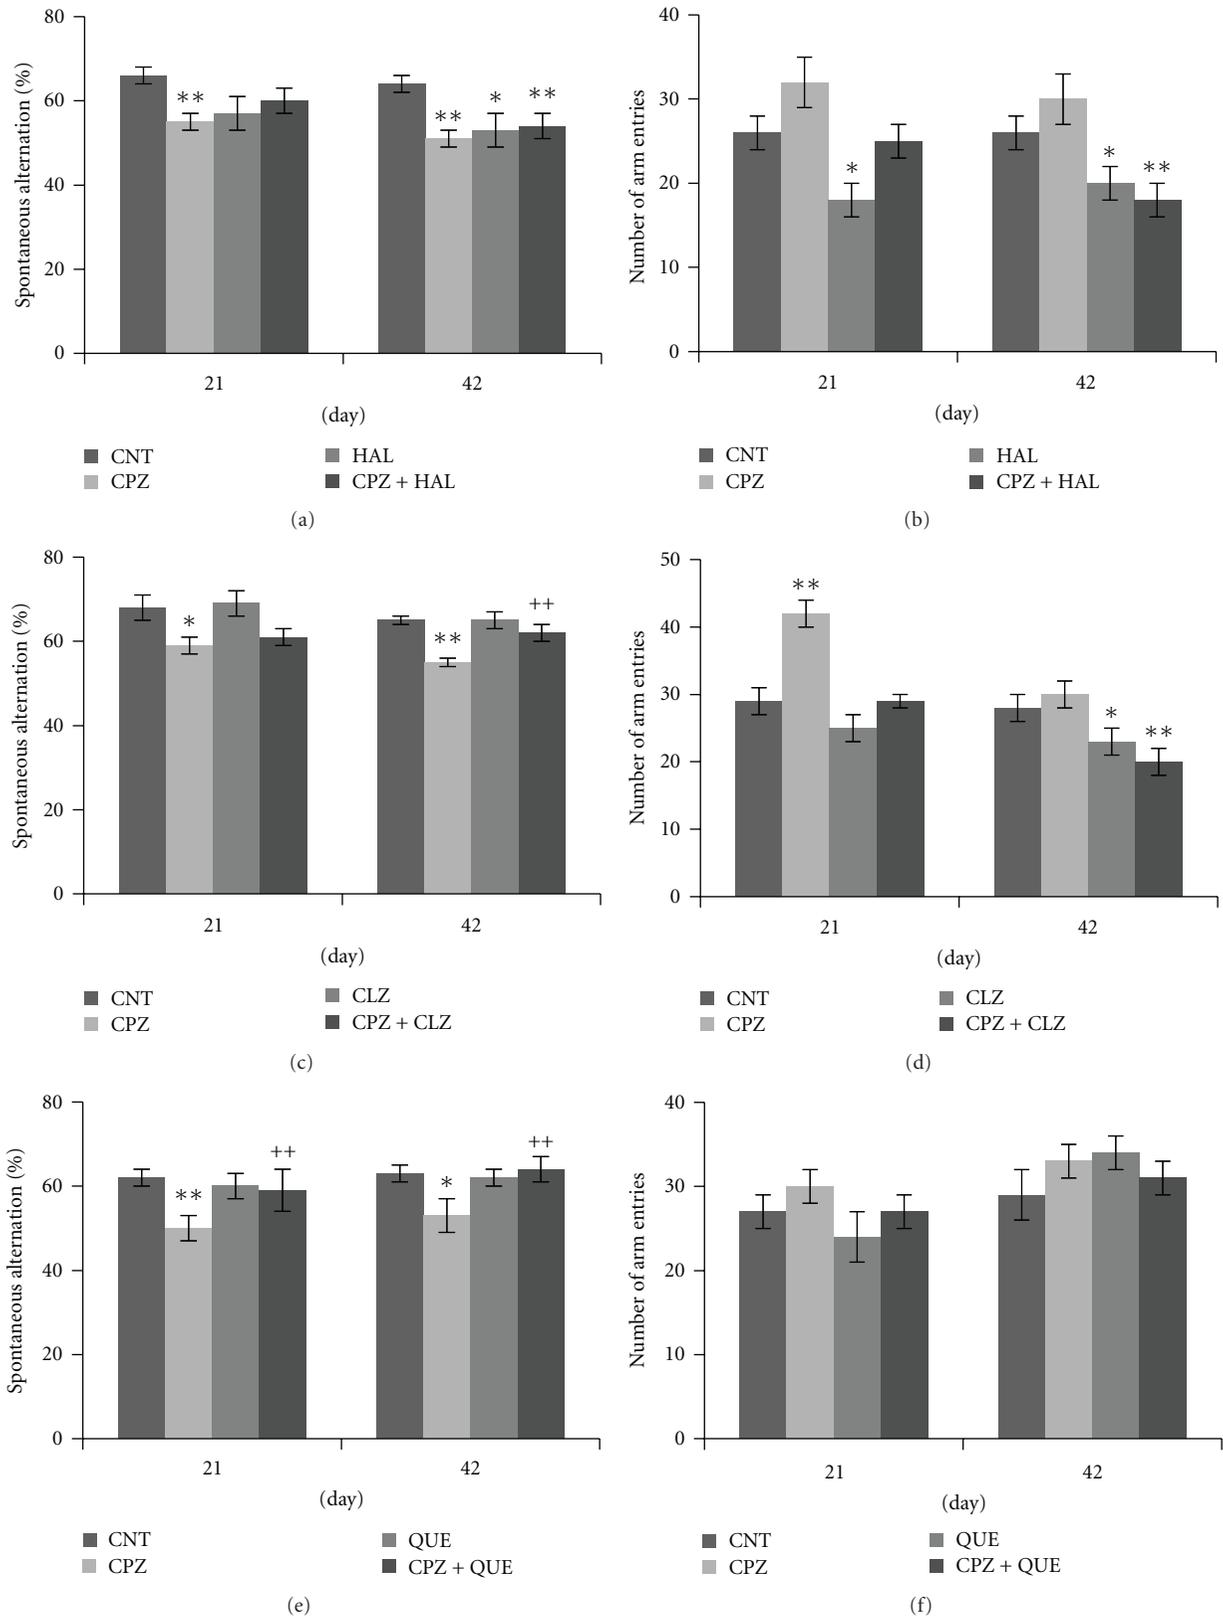 80
60
40
20
0
Spontaneous alternation (%)
** ** * **
21 42
(day)
CNT HAL
CPZ CPZ + HAL
(a)
40
30
20
10
0
Number of arm entries
* * **
21 42
(day)
CNT HAL
CPZ CPZ + HAL
(b)
80
60
40
20
0
Spontaneous alternation (%)
* ** ++
21 42
(day)
CNT CLZ
CPZ CPZ + CLZ
(c)
50
40
30
20
10
0
Number of arm entries
** * **
21 42
(day)
CNT CLZ
CPZ CPZ + CLZ
(d)
80
60
40
20
0
Spontaneous alternation (%)
** ++ * ++
21 42
(day)
CNT QUE
CPZ CPZ + QUE
(e)
40
30
20
10
0
Number of arm entries
21 42
(day)
CNT QUE
CPZ CPZ + QUE
(f)